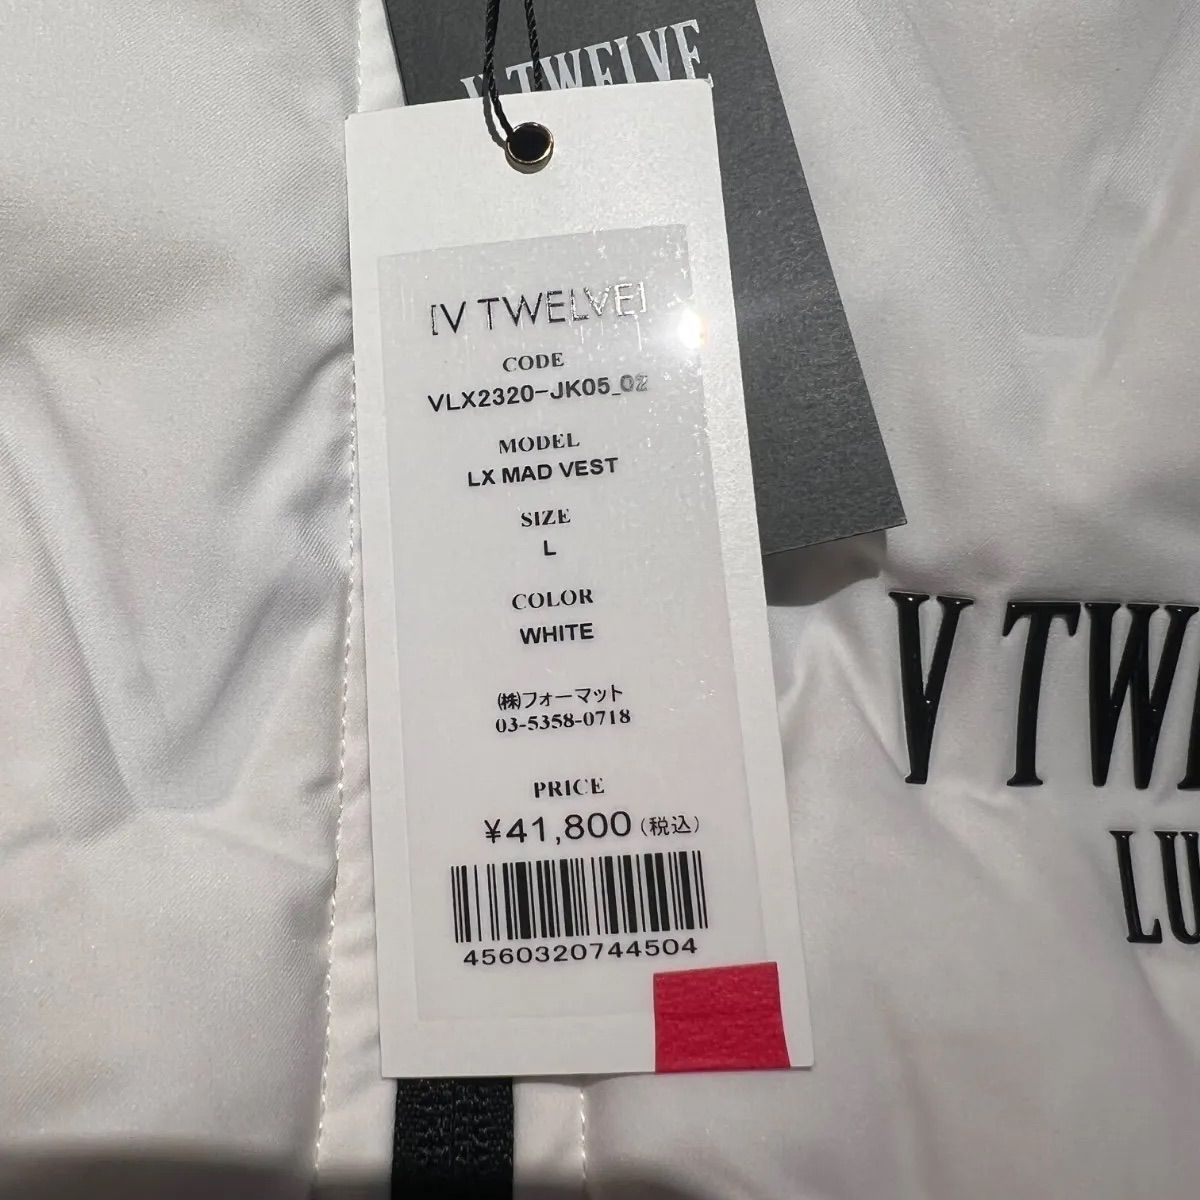 V TWELVE
[V TWELVE]
CODE
VLX2320-JK05_02
MODEL
LX MAD VEST
SIZE
L
COLOR
WHITE
㈱フォーマット
03-5358-0718
PRICE
¥41,800(税込)
4560320744504
V TW
LU